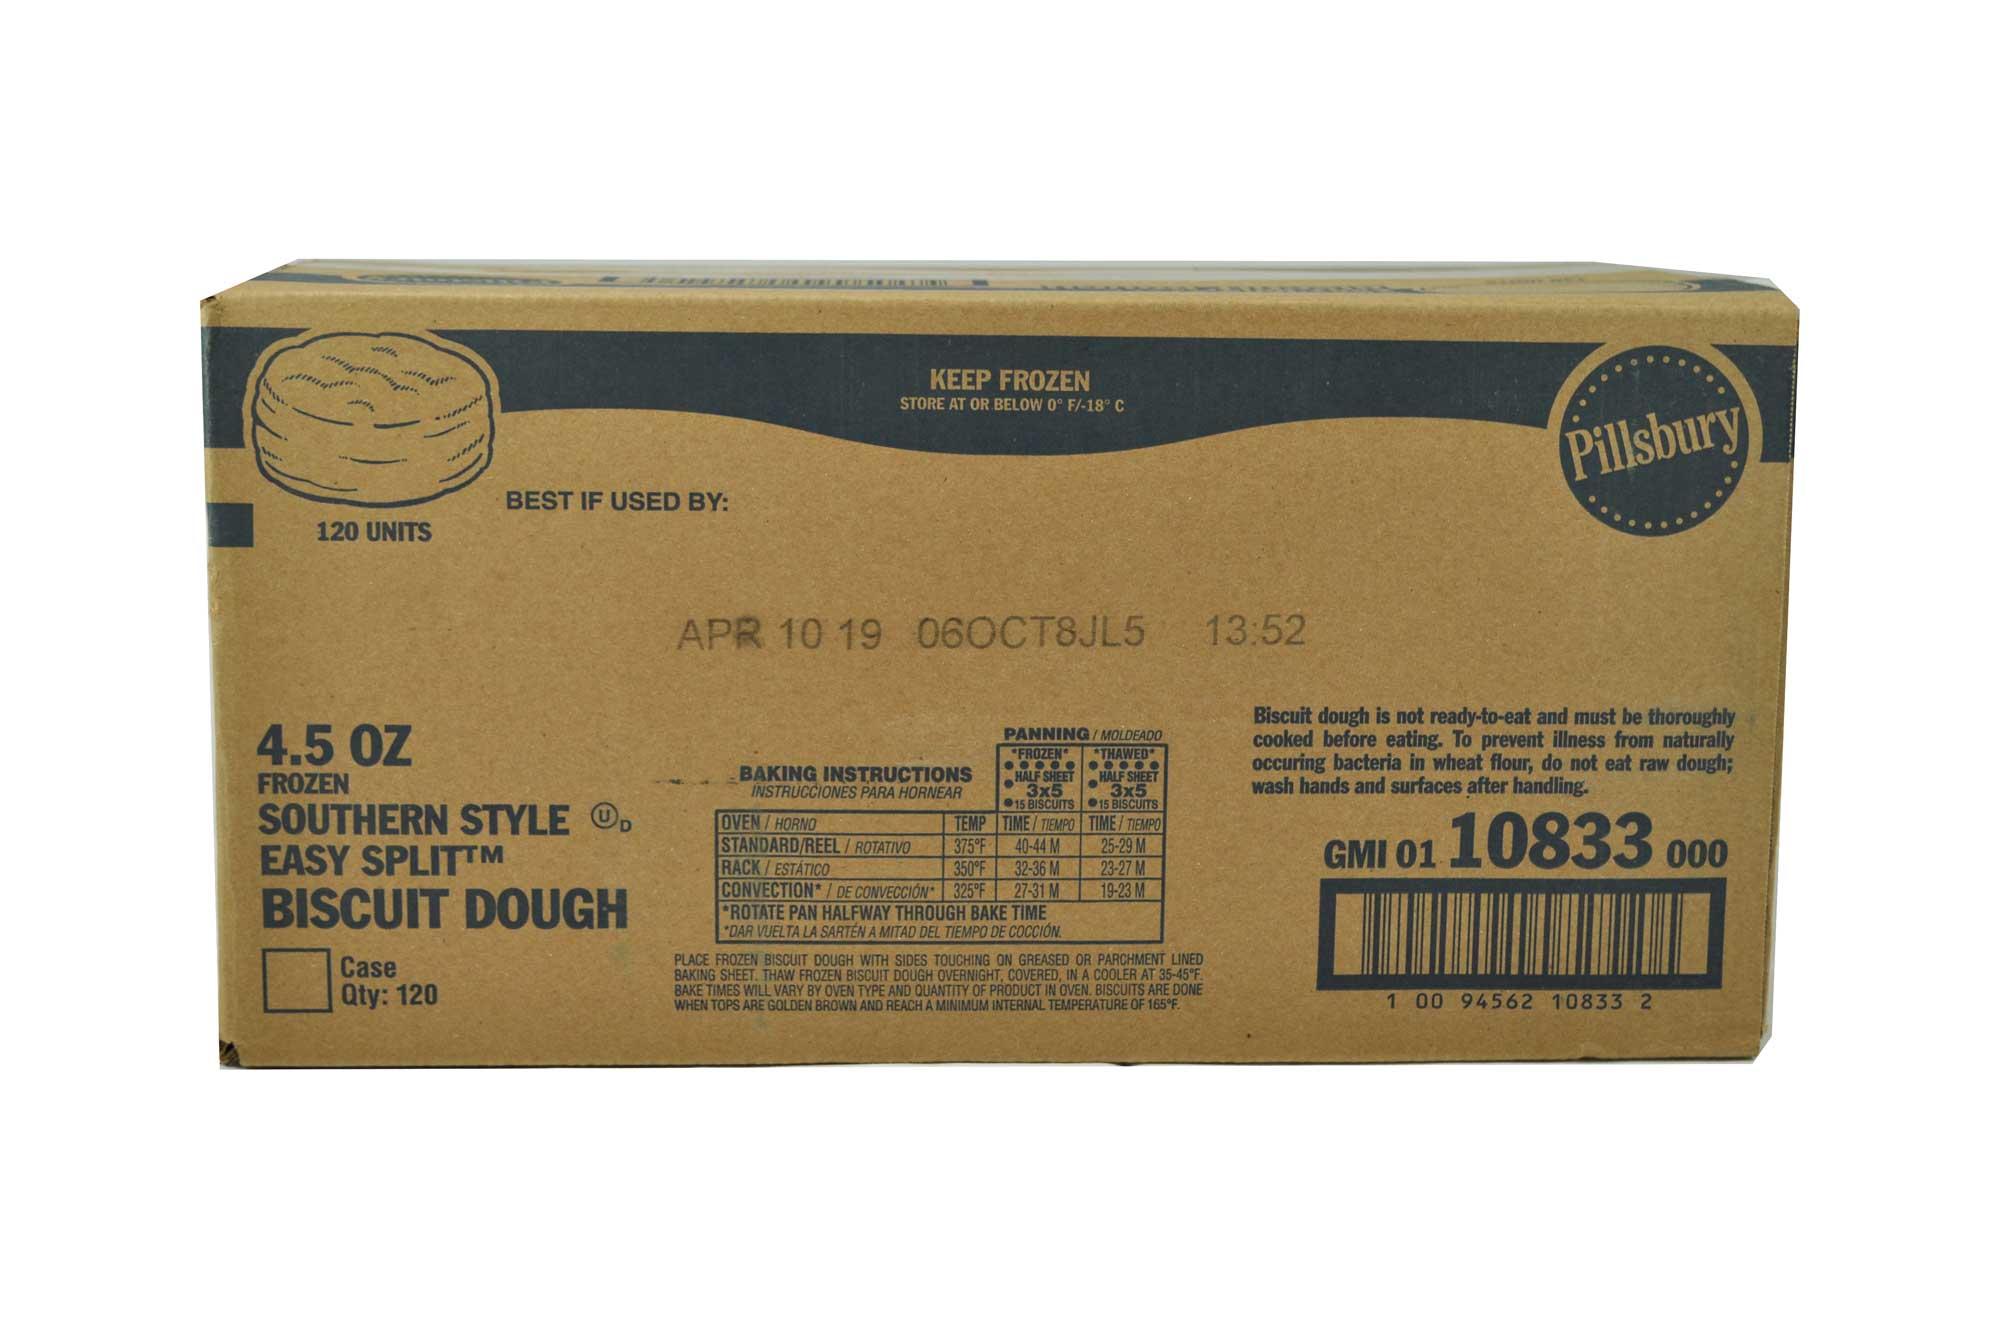 KEEP FROZEN
STORE AT OR BELOW 0° F/-18° C
Pillsbury
120 UNITS
BEST IF USED BY:
APR 10 19 06OCT8JL5 13:52
4.5 OZ
FROZEN
SOUTHERN STYLE U D
EASY SPLIT™
BISCUIT DOUGH
Case
Qty: 120
PANNING / MOLDEADO
BAKING INSTRUCTIONS
INSTRUCCIONES PARA HORNEAR
*FROZEN* *THAWED*
HALF SHEET HALF SHEET
3x5 3x5
15 BISCUITS 15 BISCUITS
OVEN / HORNO TEMP TIME / TIEMPO TIME / TIEMPO
STANDARD/REEL / ROTATIVO 375°F 40-44 M 25-29 M
RACK / ESTÁTICO 350°F 32-36 M 23-27 M
CONVECTION* / DE CONVECCIÓN* 325°F 27-31 M 19-23 M
*ROTATE PAN HALFWAY THROUGH BAKE TIME
*DAR VUELTA LA SARTÉN A MITAD DEL TIEMPO DE COCCIÓN.
PLACE FROZEN BISCUIT DOUGH WITH SIDES TOUCHING ON GREASED OR PARCHMENT LINED
BAKING SHEET. THAW FROZEN BISCUIT DOUGH OVERNIGHT, COVERED, IN A COOLER AT 35-45°F.
BAKE TIMES WILL VARY BY OVEN TYPE AND QUANTITY OF PRODUCT IN OVEN. BISCUITS ARE DONE
WHEN TOPS ARE GOLDEN BROWN AND REACH A MINIMUM INTERNAL TEMPERATURE OF 165°F.
Biscuit dough is not ready-to-eat and must be thoroughly
cooked before eating. To prevent illness from naturally
occuring bacteria in wheat flour, do not eat raw dough;
wash hands and surfaces after handling.
GMI 01 10833 000
1 00 94562 10833 2